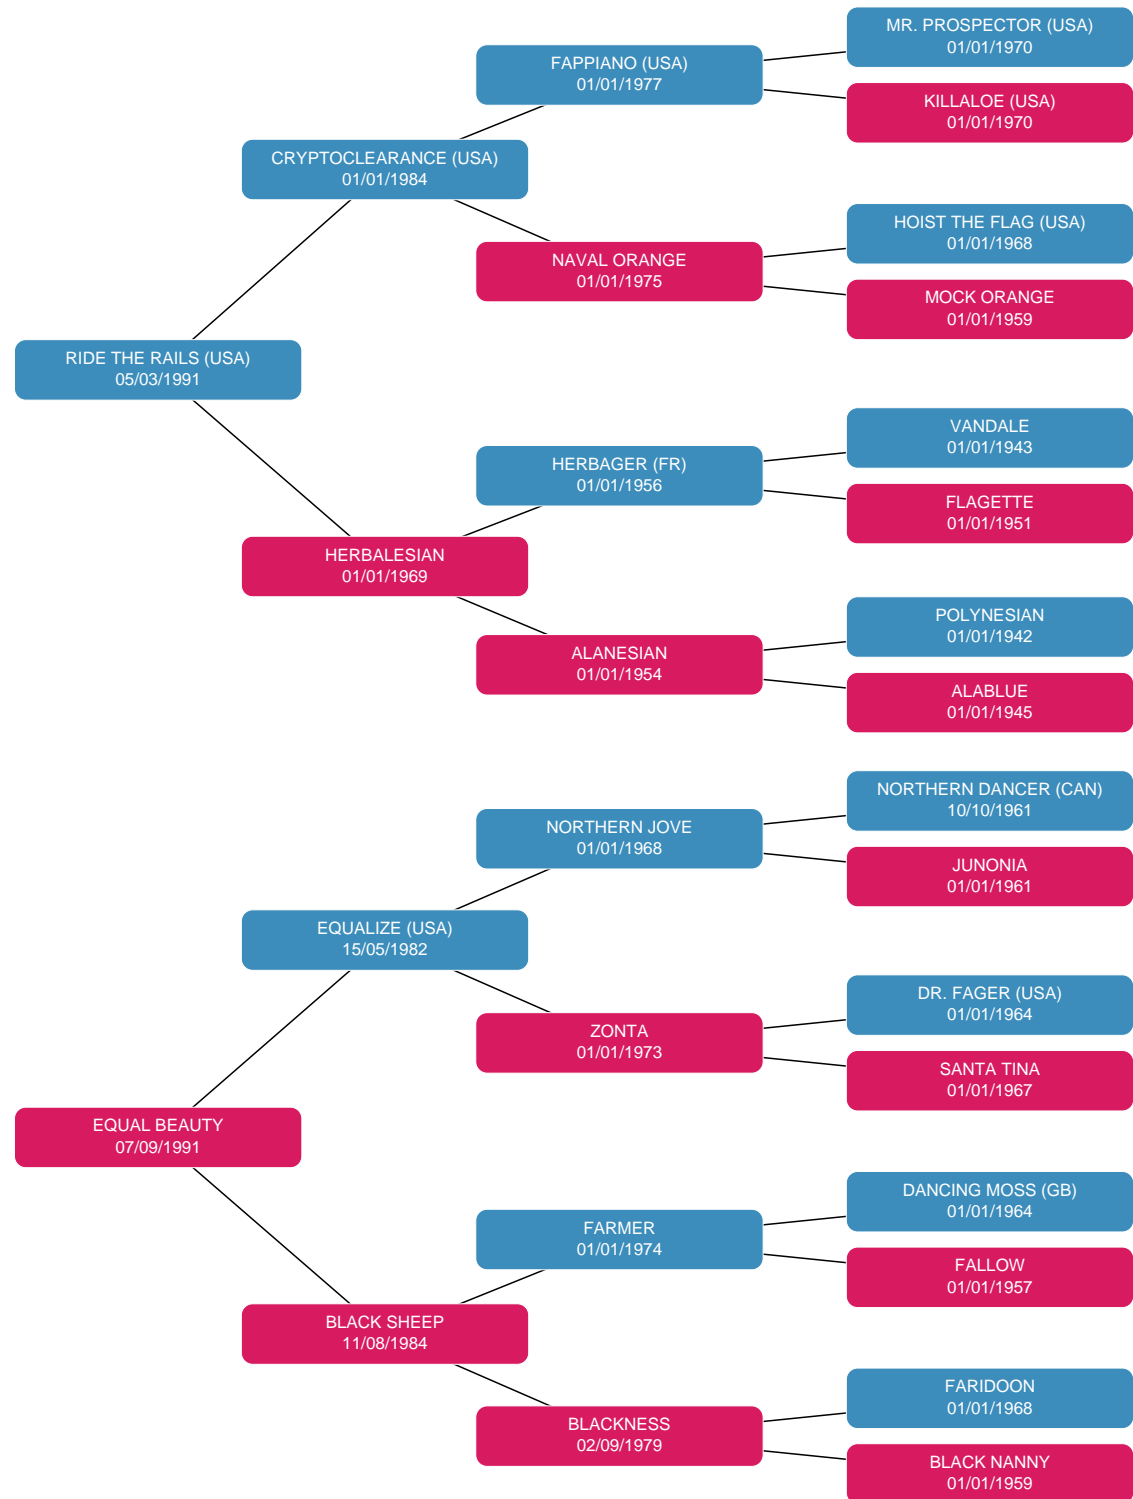 MR. PROSPECTOR (USA)
01/01/1970
FAPPIANO (USA)
01/01/1977
KILLALOE (USA)
01/01/1970
CRYPTOCLEARANCE (USA)
01/01/1984
HOIST THE FLAG (USA)
01/01/1968
NAVAL ORANGE
01/01/1975
MOCK ORANGE
01/01/1959
RIDE THE RAILS (USA)
05/03/1991
VANDALE
01/01/1943
HERBAGER (FR)
01/01/1956
FLAGETTE
01/01/1951
HERBALESIAN
01/01/1969
POLYNESIAN
01/01/1942
ALANESIAN
01/01/1954
ALABLUE
01/01/1945
NORTHERN DANCER (CAN)
10/10/1961
NORTHERN JOVE
01/01/1968
JUNONIA
01/01/1961
EQUALIZE (USA)
15/05/1982
DR. FAGER (USA)
01/01/1964
ZONTA
01/01/1973
SANTA TINA
01/01/1967
EQUAL BEAUTY
07/09/1991
DANCING MOSS (GB)
01/01/1964
FARMER
01/01/1974
FALLOW
01/01/1957
BLACK SHEEP
11/08/1984
FARIDOON
01/01/1968
BLACKNESS
02/09/1979
BLACK NANNY
01/01/1959